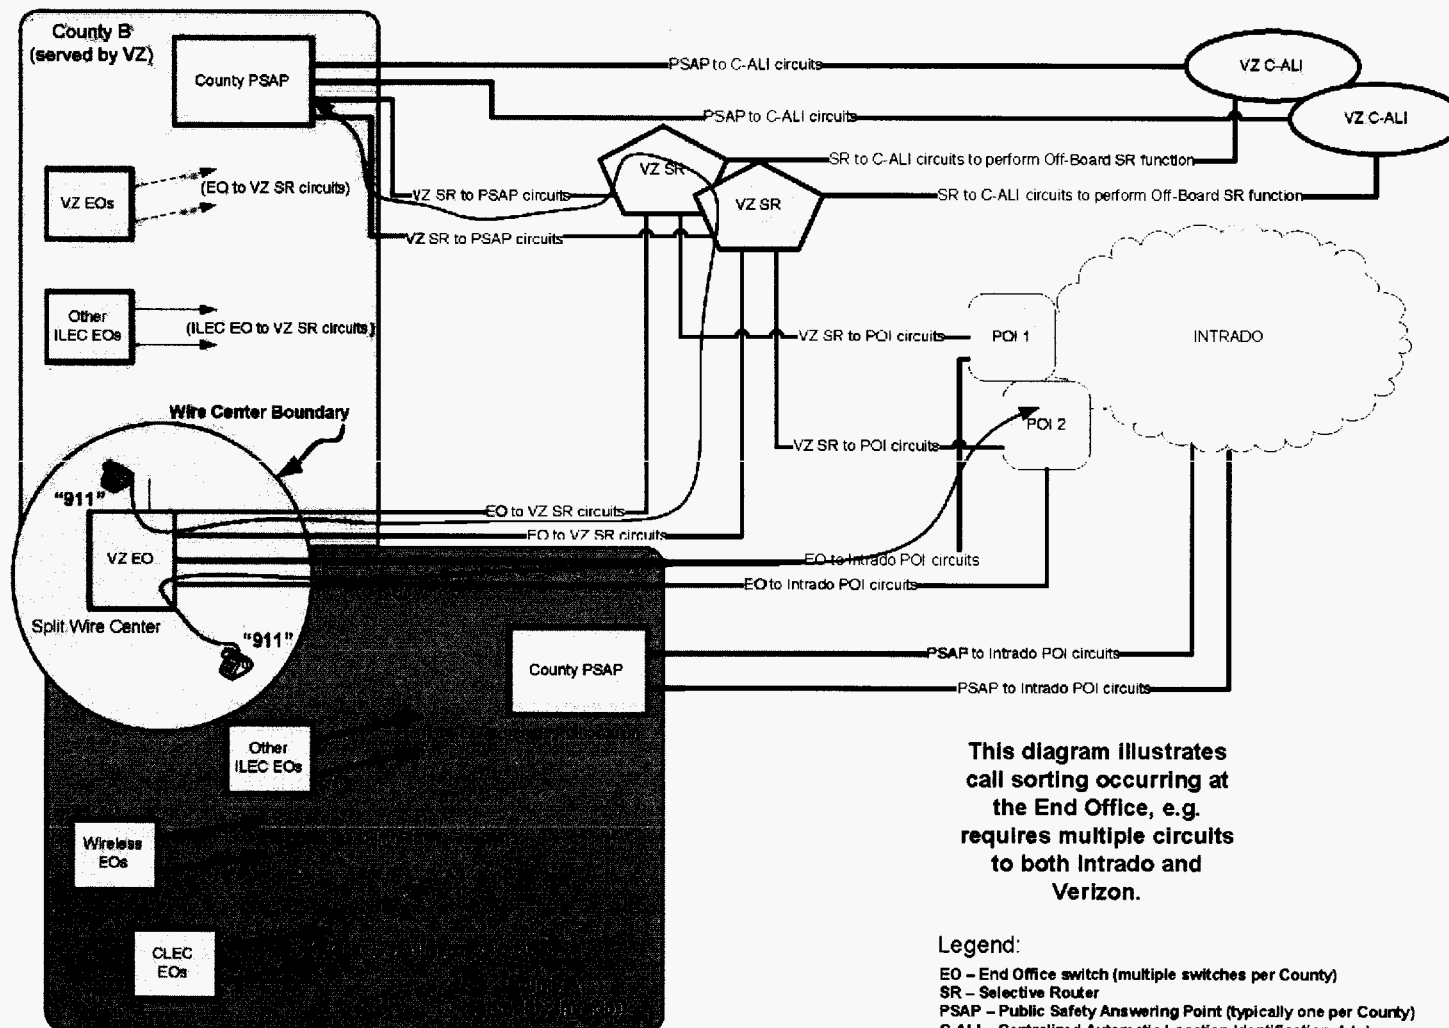 County B
(served by VZ)
County PSAP
PSAP to C-ALI circuits
VZ C-ALI
PSAP to C-ALI circuits
VZ C-ALI
VZ SR
SR to C-ALI circuits to perform Off-Board SR function
VZ EOs
(EO to VZ SR circuits)
VZ SR to PSAP circuits
VZ SR
SR to C-ALI circuits to perform Off-Board SR function
VZ SR to PSAP circuits
Other
ILEC EOs
(ILEC EO to VZ SR circuits)
VZ SR to POI circuits
POI 1
INTRADO
Wire Center Boundary
POI 2
VZ SR to POI circuits
"911"
EO to VZ SR circuits
EO to VZ SR circuits
VZ EO
EO to Intrado POI circuits
EO to Intrado POI circuits
Split Wire Center
"911"
County PSAP
PSAP to Intrado POI circuits
PSAP to Intrado POI circuits
Other
ILEC EOs
This diagram illustrates
call sorting occurring at
the End Office, e.g.
requires multiple circuits
to both Intrado and
Verizon.
Wireless
EOs
CLEC
EOs
Legend:
EO – End Office switch (multiple switches per County)
SR – Selective Router
PSAP – Public Safety Answering Point (typically one per County)